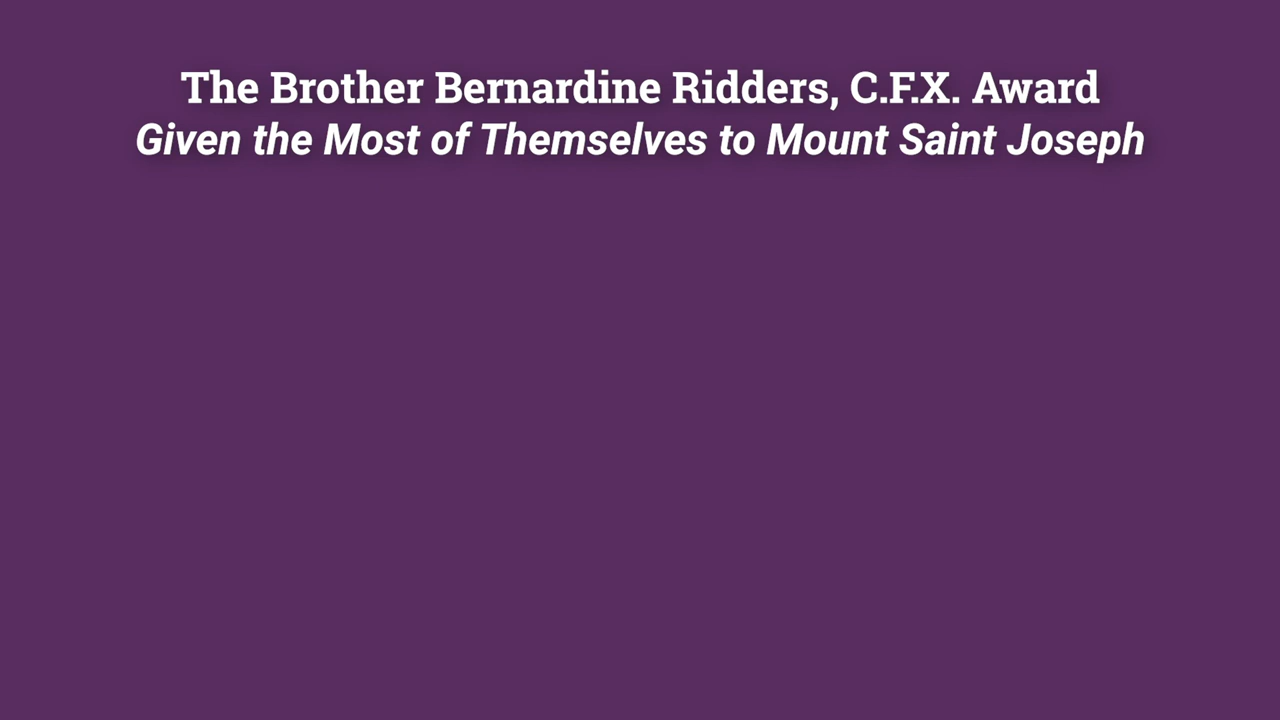 The Brother Bernardine Ridders, C.F.X. Award
Given the Most of Themselves to Mount Saint Joseph